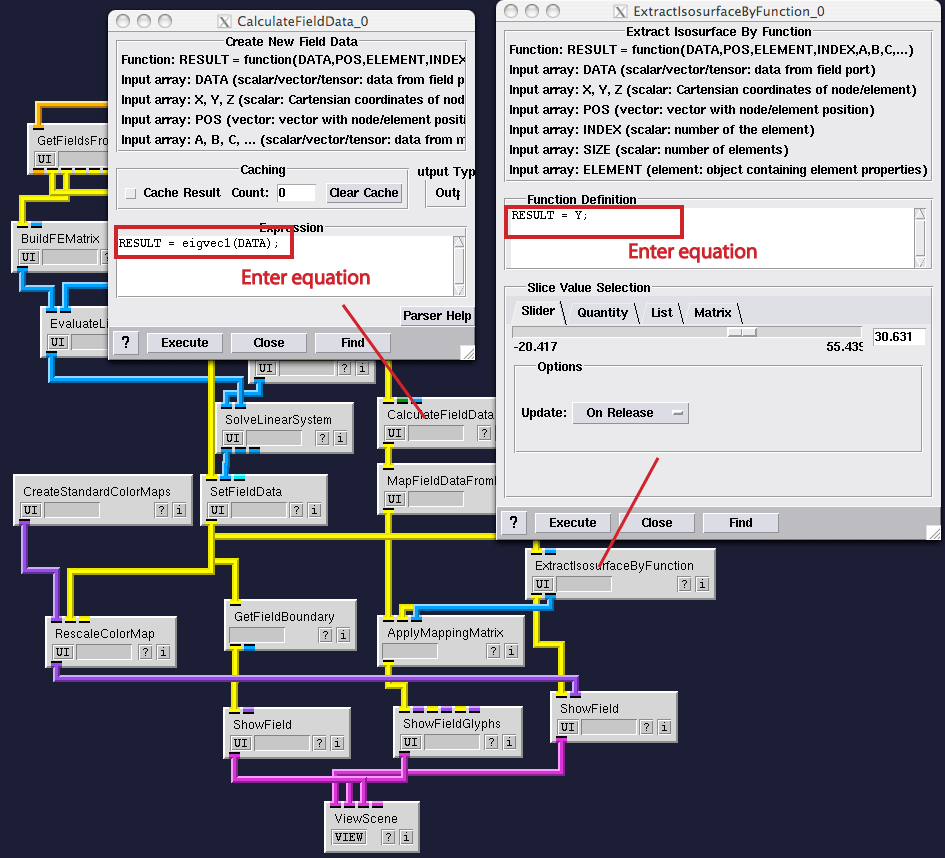 CalculateFieldData_0
Create New Field Data
Function: RESULT = function(DATA,POS,ELEMENT,INDEX
Input array: DATA (scalar/vector/tensor: data from field p
Input array: X, Y, Z (scalar: Cartensian coordinates of nod
Input array: POS (vector: vector with node/element positi
Input array: A, B, C, ... (scalar/vector/tensor: data from m
Caching
Cache Result Count: 0 Clear Cache
utput Typ
Outp
Expression
RESULT = eigvec1(DATA);
Enter equation
Parser Help
? Execute Close Find
ExtractIsosurfaceByFunction_0
Extract Isosurface By Function
Function: RESULT = function(DATA,POS,ELEMENT,INDEX,A,B,C,...)
Input array: DATA (scalar/vector/tensor: data from field port)
Input array: X, Y, Z (scalar: Cartensian coordinates of node/element)
Input array: POS (vector: vector with node/element position)
Input array: INDEX (scalar: number of the element)
Input array: SIZE (scalar: number of elements)
Input array: ELEMENT (element: object containing element properties)
Function Definition
RESULT = Y;
Enter equation
Slice Value Selection
Slider Quantity List Matrix
30.631
-20.417 55.439
Options
Update: On Release
? Execute Close Find
GetFieldsFro
UI
BuildFEMatrix
UI ?
EvaluateLi
UI
UI ? i
SolveLinearSystem
UI ? i
CalculateFieldData
UI ?
CreateStandardColorMaps
UI ? i
SetFieldData
UI ? i
MapFieldDataFrom
UI
ExtractIsosurfaceByFunction
UI ? i
RescaleColorMap
UI ? i
GetFieldBoundary
? i
ApplyMappingMatrix
? i
ShowField
UI ? i
ShowFieldGlyphs
UI ? i
ShowField
UI ? i
ViewScene
VIEW ? i